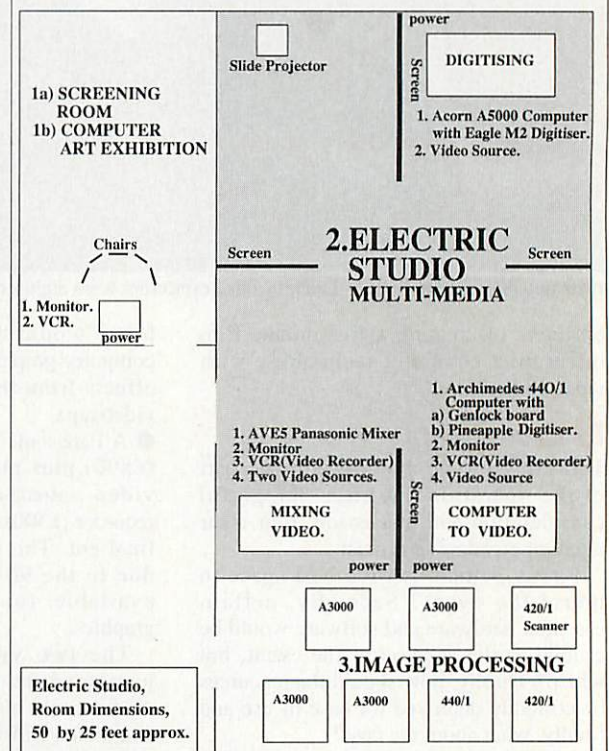 power
Slide Projector
Screen
DIGITISING
1. Acorn A5000 Computer
with Eagle M2 Digitiser.
2. Video Source.
1a) SCREENING
ROOM
1b) COMPUTER
ART EXHIBITION
Chairs
1. Monitor.
2. VCR.
power
Screen
2.ELECTRIC
STUDIO
MULTI-MEDIA
Screen
1. AVE5 Panasonic Mixer
2. Monitor
3. VCR(Video Recorder)
4. Two Video Sources.
MIXING
VIDEO.
power
Screen
1. Archimedes 440/1
Computer with
a) Genlock board
b) Pineapple Digitiser.
2. Monitor
3. VCR(Video Recorder)
4. Video Source
COMPUTER
TO VIDEO.
power
A3000 A3000 420/1
Scanner
3.IMAGE PROCESSING
A3000 A3000 440/1 420/1
Electric Studio,
Room Dimensions,
50 by 25 feet approx.